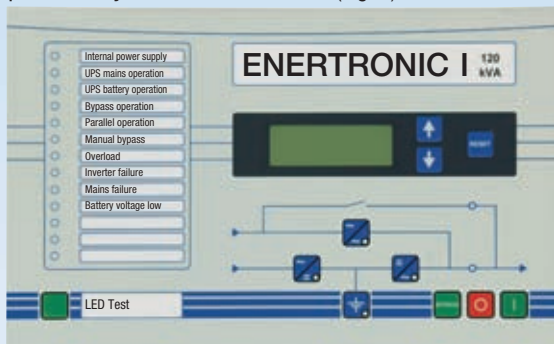 Internal power supply
UPS mains operation
UPS battery operation
Bypass operation
Parallel operation
Manual bypass
Overload
Inverter failure
Mains failure
Battery voltage low
LED Test
ENERTRONIC I
120
kVA
RESET